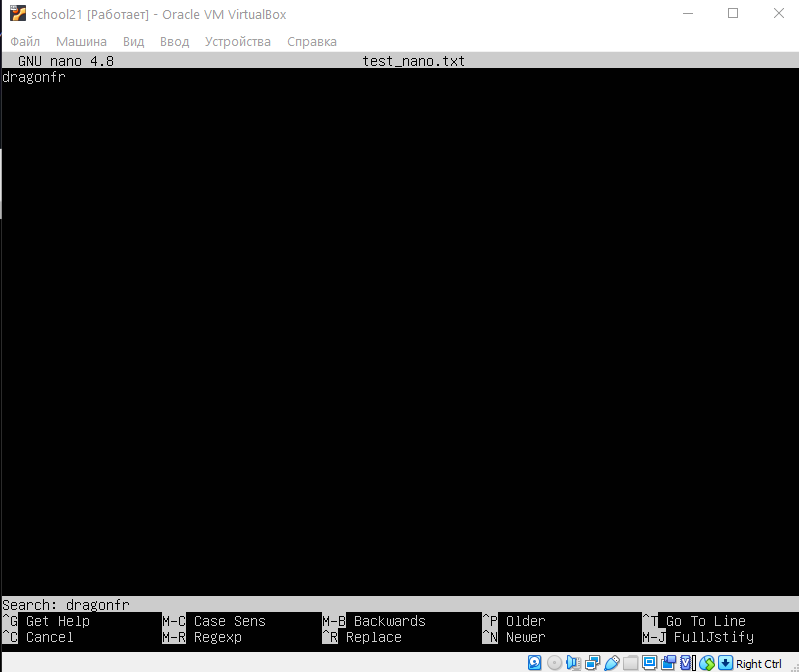 school21 [Работает] - Oracle VM VirtualBox
Файл Машина Вид Ввод Устройства Справка
GNU nano 4.8 test_nano.txt
dragonfr
Search: dragonfr
^G Get Help M-C Case Sens M-B Backwards ^P Older ^T Go To Line
^C Cancel M-R Regexp ^R Replace ^N Newer M-J FullJstify
Right Ctrl